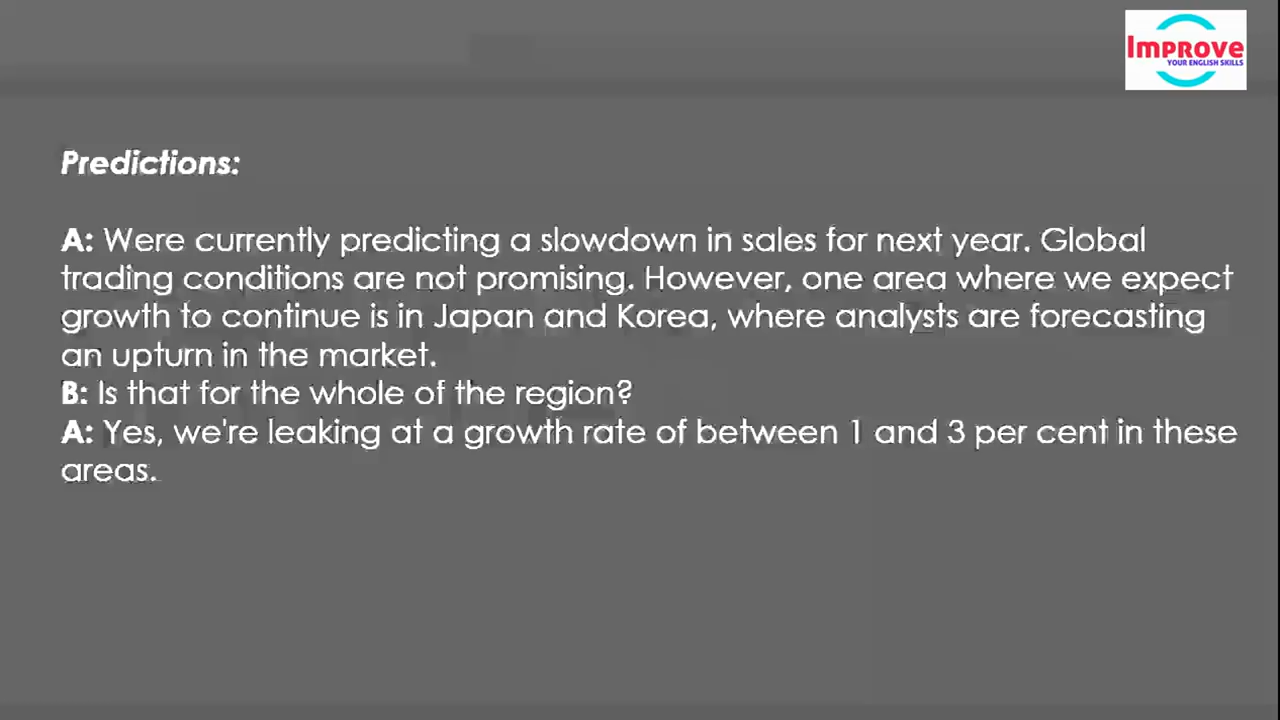 IMPROVE
YOUR ENGLISH SKILLS
Predictions:
A: Were currently predicting a slowdown in sales for next year. Global
trading conditions are not promising. However, one area where we expect
growth to continue is in Japan and Korea, where analysts are forecasting
an upturn in the market.
B: Is that for the whole of the region?
A: Yes, we're leaking at a growth rate of between 1 and 3 per cent in these
areas.